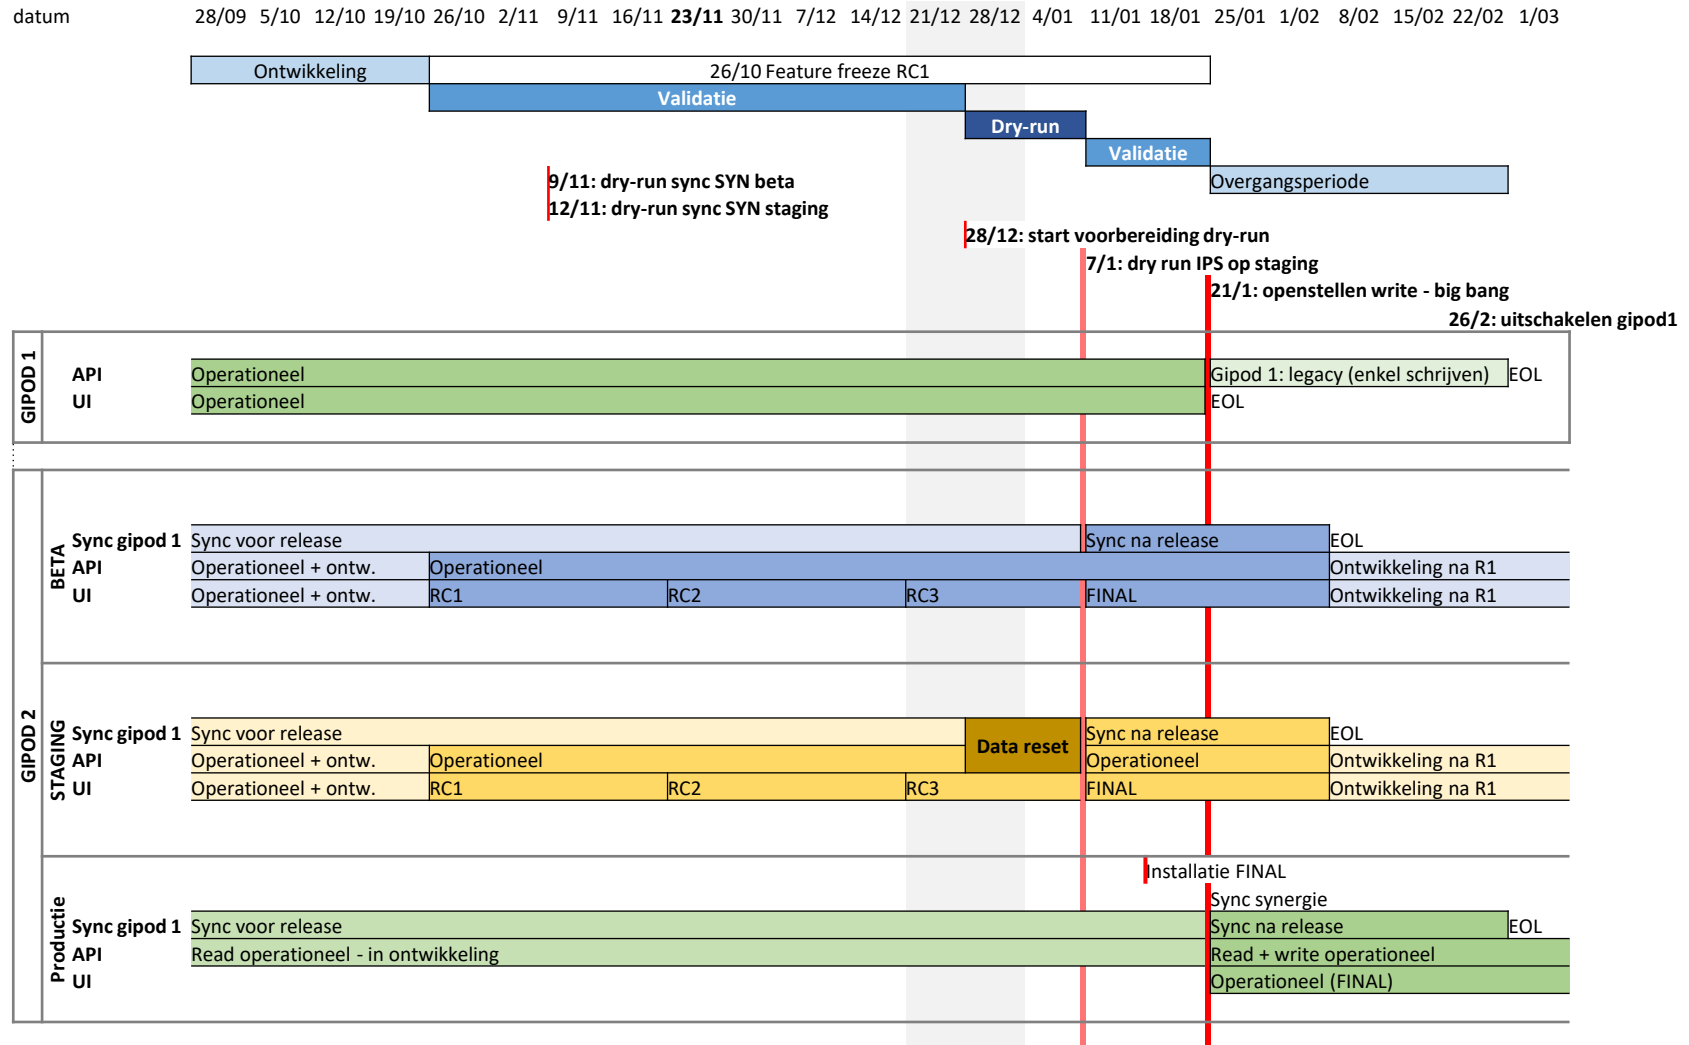 datum 28/09 5/10 12/10 19/10 26/10 2/11 9/11 16/11 23/11 30/11 7/12 14/12 21/12 28/12 4/01 11/01 18/01 25/01 1/02 8/02 15/02 22/02 1/03
Ontwikkeling 26/10 Feature freeze RC1
Validatie
Dry-run
Validatie
9/11: dry-run sync SYN beta Overgangsperiode
12/11: dry-run sync SYN staging
28/12: start voorbereiding dry-run
7/1: dry run IPS op staging
21/1: openstellen write - big bang
26/2: uitschakelen gipod1
GIPOD 1
API Operationeel Gipod 1: legacy (enkel schrijven) EOL
UI Operationeel EOL
GIPOD 2
BETA
Sync gipod 1 Sync voor release Sync na release EOL
API Operationeel + ontw. Operationeel Ontwikkeling na R1
UI Operationeel + ontw. RC1 RC2 RC3 FINAL Ontwikkeling na R1
STAGING
Sync gipod 1 Sync voor release Data reset Sync na release EOL
API Operationeel + ontw. Operationeel Operationeel Ontwikkeling na R1
UI Operationeel + ontw. RC1 RC2 RC3 FINAL Ontwikkeling na R1
Productie
Installatie FINAL
Sync synergie
Sync gipod 1 Sync voor release Sync na release EOL
API Read operationeel - in ontwikkeling Read + write operationeel
UI Operationeel (FINAL)